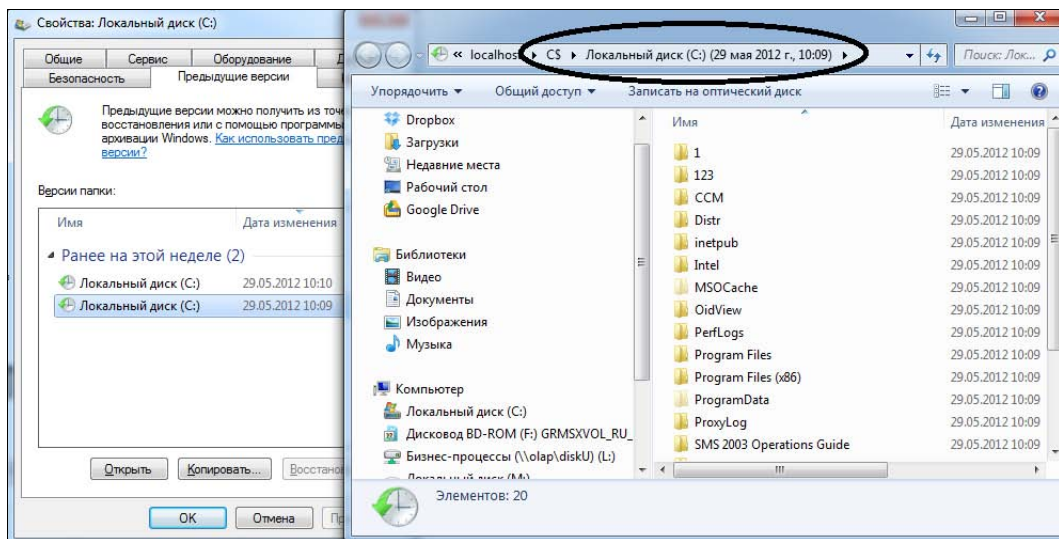 Свойства: Локальный диск (C:)
Общие Сервис Оборудование
Безопасность Предыдущие версии
Предыдущие версии можно получить из
восстановления или с помощью
архивации Windows. Как использовать
версии?
Версии папки:
Имя Дата изменения
Ранее на этой неделе (2)
Локальный диск (C:) 29.05.2012 10:10
Локальный диск (C:) 29.05.2012 10:09
Открыть Копировать...
OK Отмена
« localhost C$ Локальный диск (C:) (29 мая 2012 г., 10:09)
Поиск: Лок...
Упорядочить Общий доступ Записать на оптический диск
Dropbox
Загрузки
Недавние места
Рабочий стол
Google Drive
Библиотеки
Видео
Документы
Изображения
Музыка
Компьютер
Локальный диск (C:)
Дисковод BD-ROM (F:) GRMSXVOL_RU_
Бизнес-процессы (\\olap\diskU) (L:)
Имя Дата изменения
1 29.05.2012 10:09
123 29.05.2012 10:09
CCM 29.05.2012 10:09
Distr 29.05.2012 10:09
inetpub 29.05.2012 10:09
Intel 29.05.2012 10:09
MSOCache 29.05.2012 10:09
OidView 29.05.2012 10:09
PerfLogs 29.05.2012 10:09
Program Files 29.05.2012 10:09
Program Files (x86) 29.05.2012 10:09
ProgramData 29.05.2012 10:09
ProxyLog 29.05.2012 10:09
SMS 2003 Operations Guide 29.05.2012 10:09
Элементов: 20